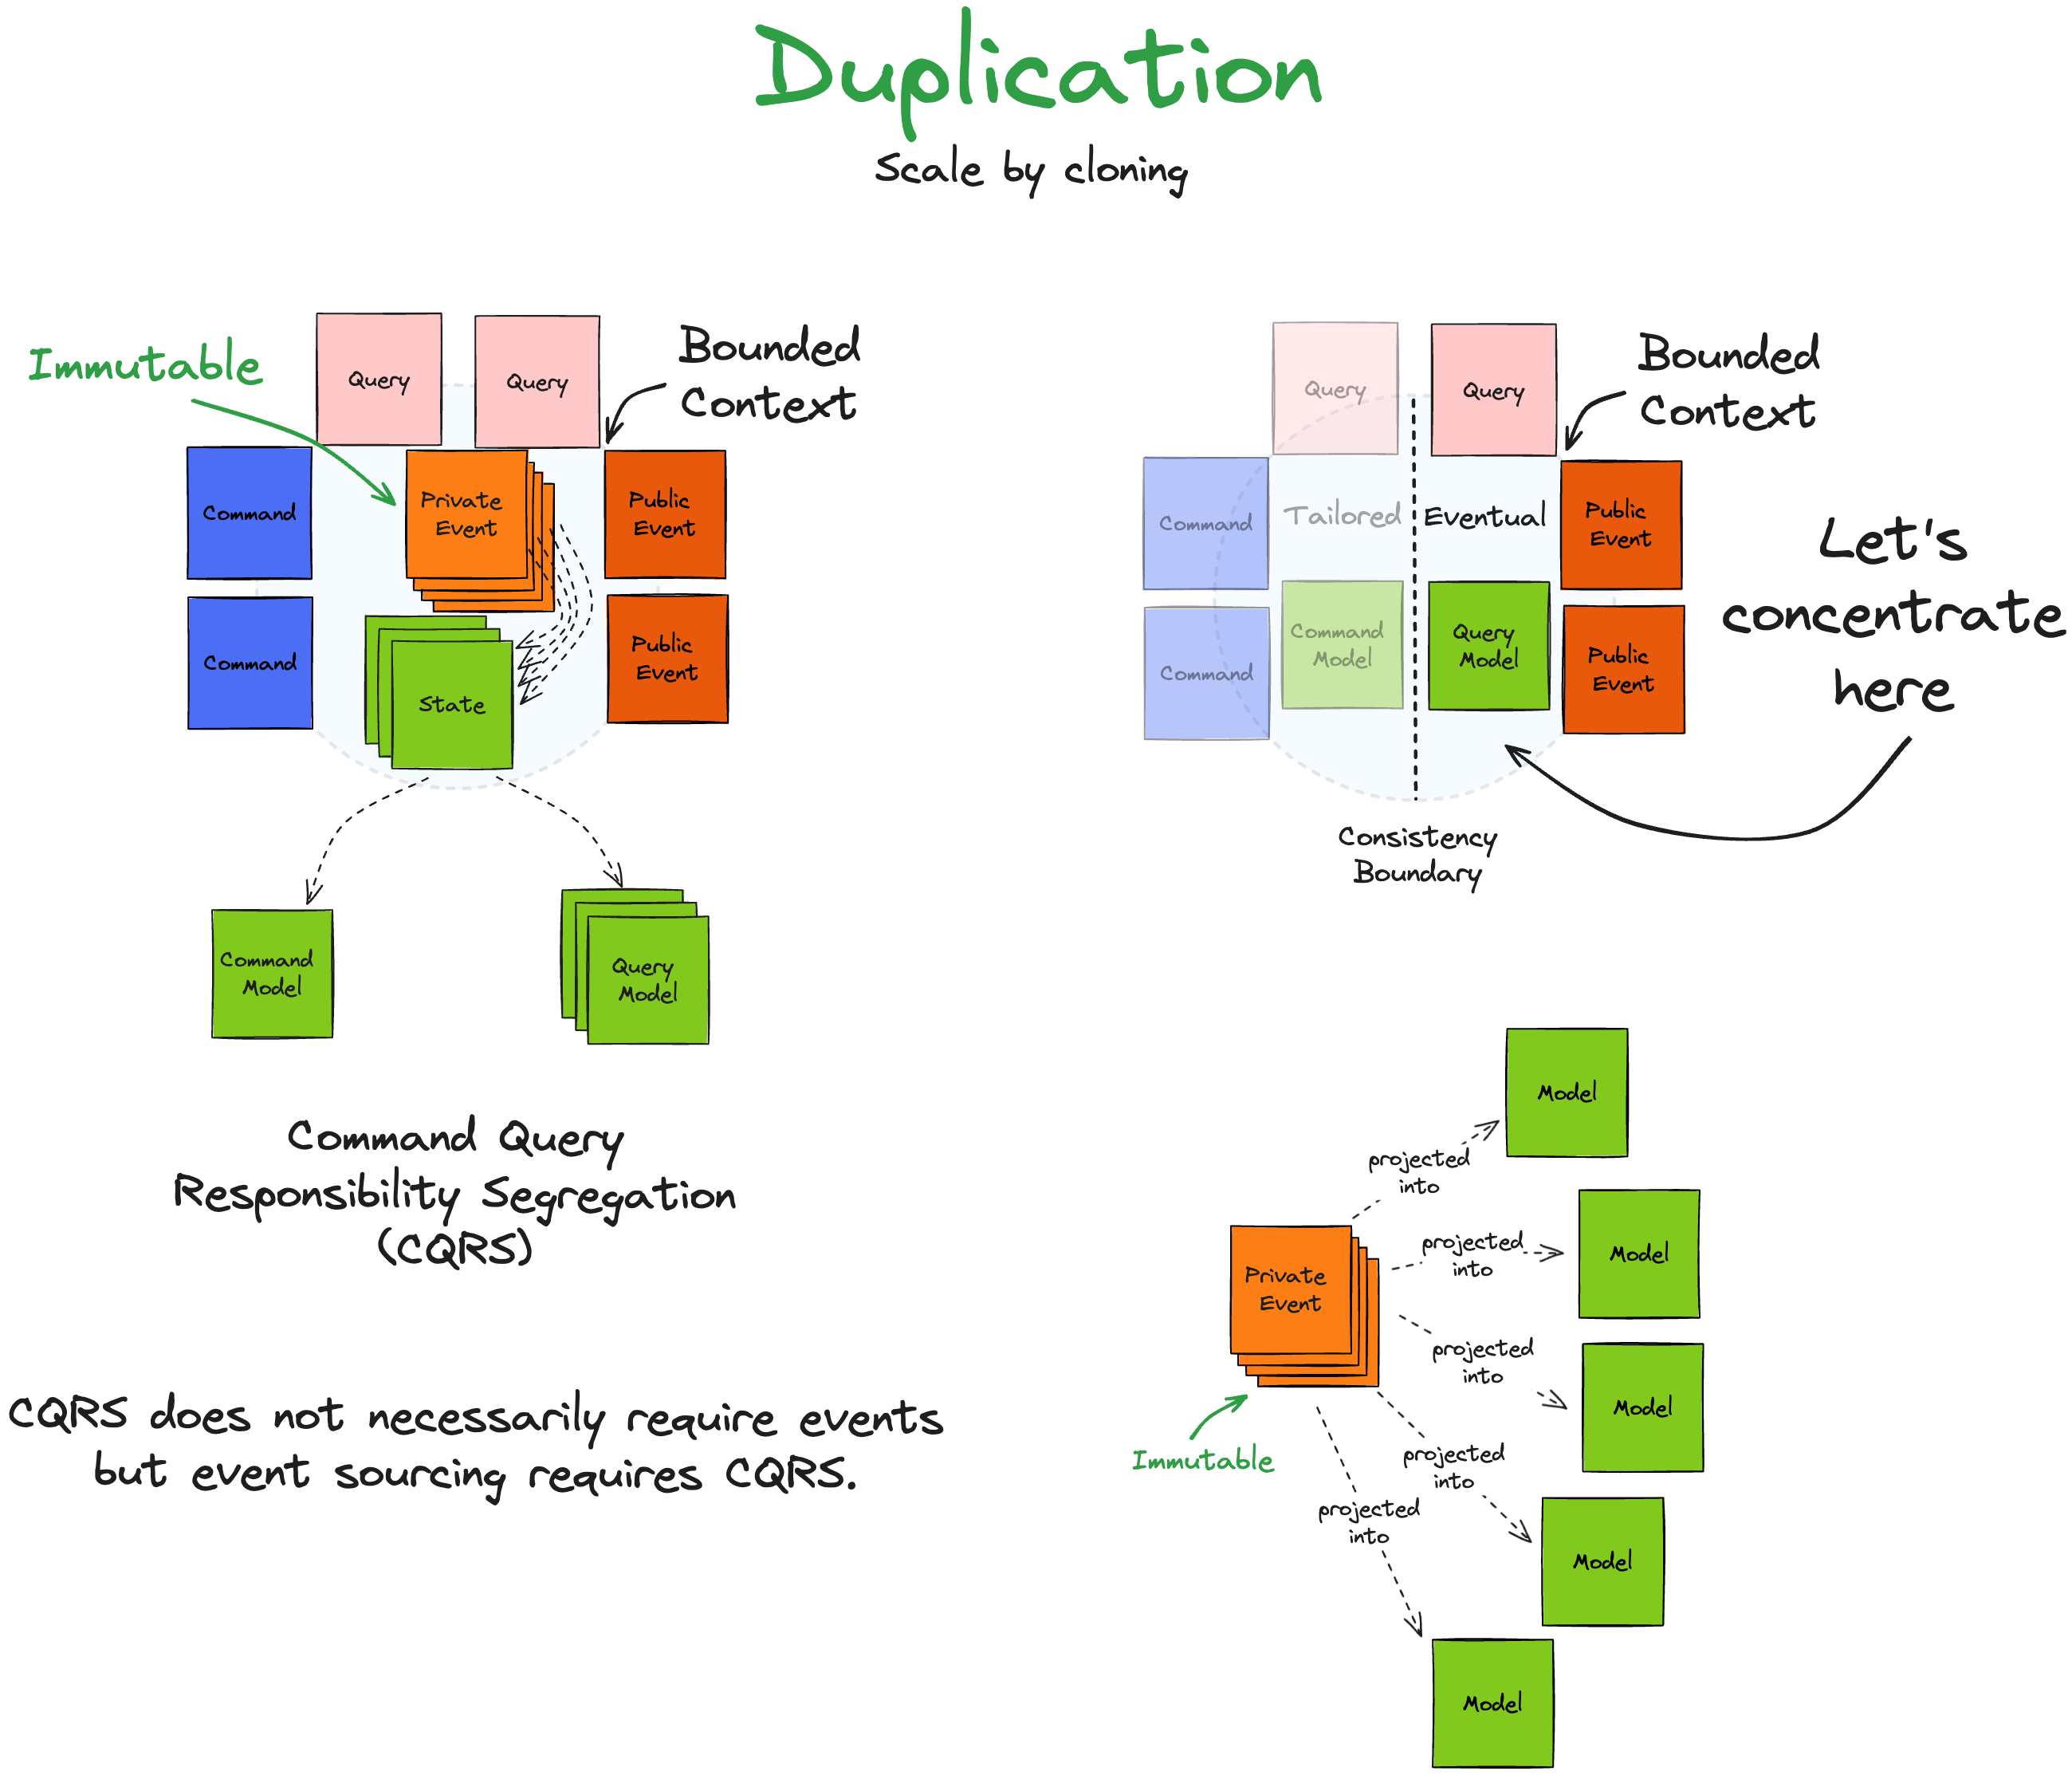 Duplication
Scale by cloning
Immutable
Query
Query
Bounded
Context
Command
Private
Event
Public
Event
Command
State
Public
Event
Command
Model
Query
Model
Command Query
Responsibility Segregation
(CQRS)
CQRS does not necessarily require events
but event sourcing requires CQRS.
Query
Query
Bounded
Context
Command
Tailored
Eventual
Public
Event
Command
Command
Model
Query
Model
Public
Event
Let's
concentrate
here
Consistency
Boundary
Private
Event
Immutable
projected
into
Model
projected
into
Model
projected
into
Model
projected
into
Model
projected
into
Model